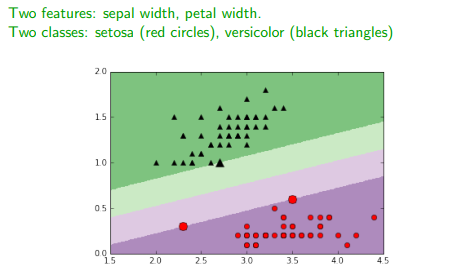 Two features: sepal width, petal width.
Two classes: setosa (red circles), versicolor (black triangles)
2.0
1.5
1.0
0.5
0.0
1.5 2.0 2.5 3.0 3.5 4.0 4.5